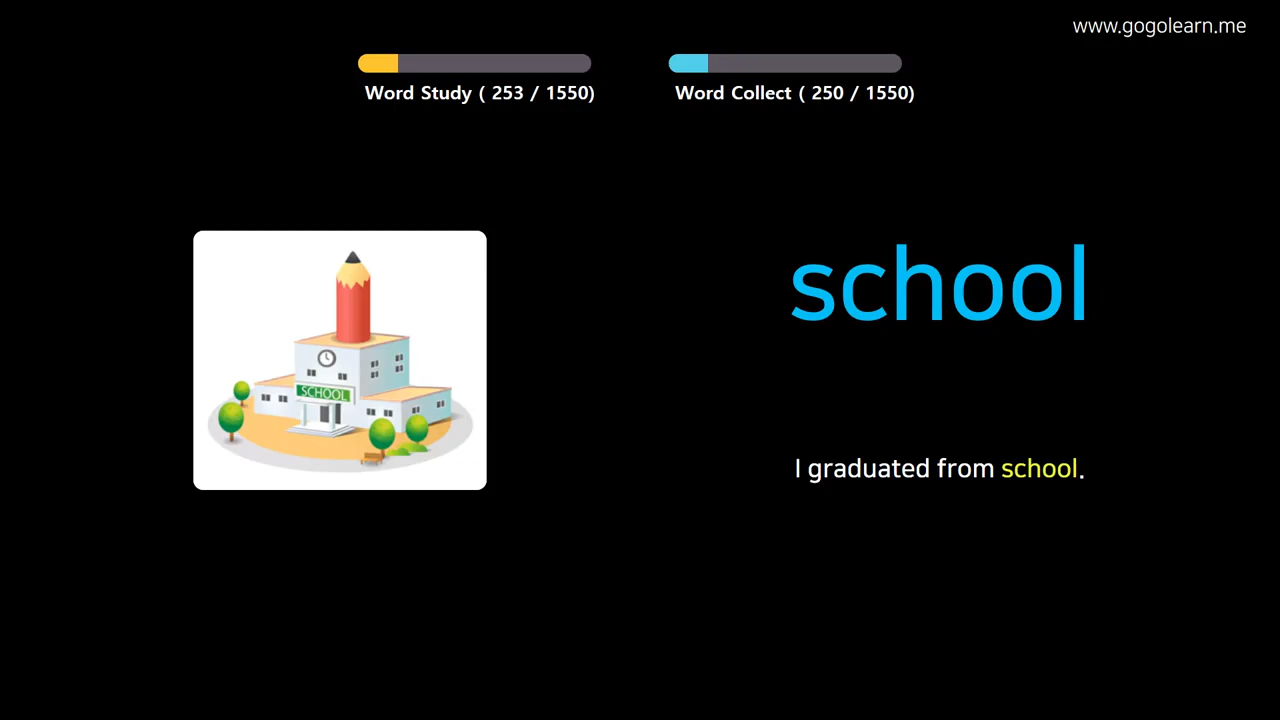 www.gogolearn.me
Word Study ( 253 / 1550)
Word Collect ( 250 / 1550)
SCHOOL
school
I graduated from school.